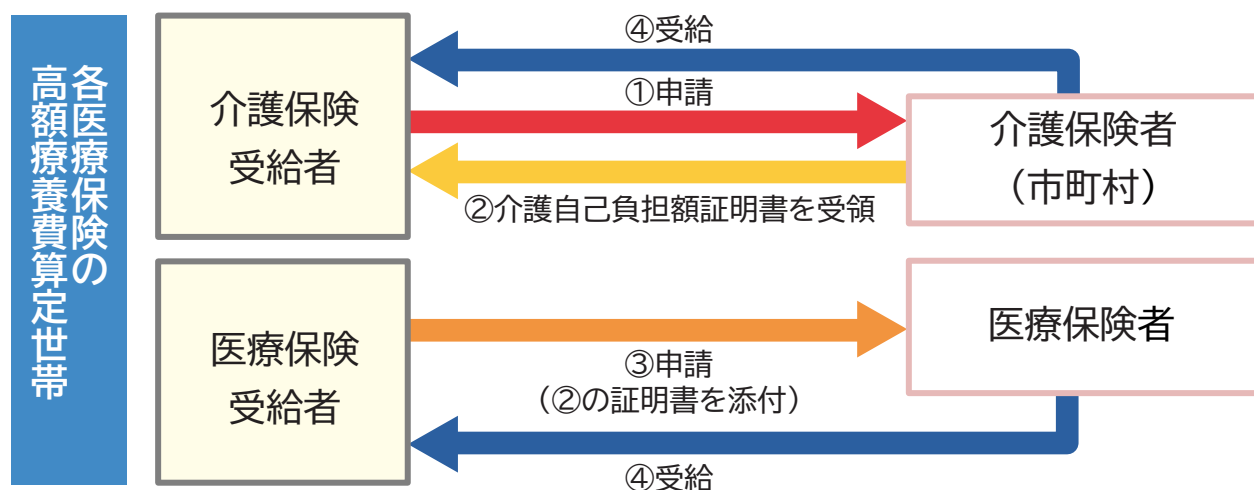 各医療保険の
高額療養費算定世帯
介護保険
受給者
④受給
①申請
②介護自己負担額証明書を受領
介護保険者
（市町村）
医療保険
受給者
③申請
（②の証明書を添付）
④受給
医療保険者